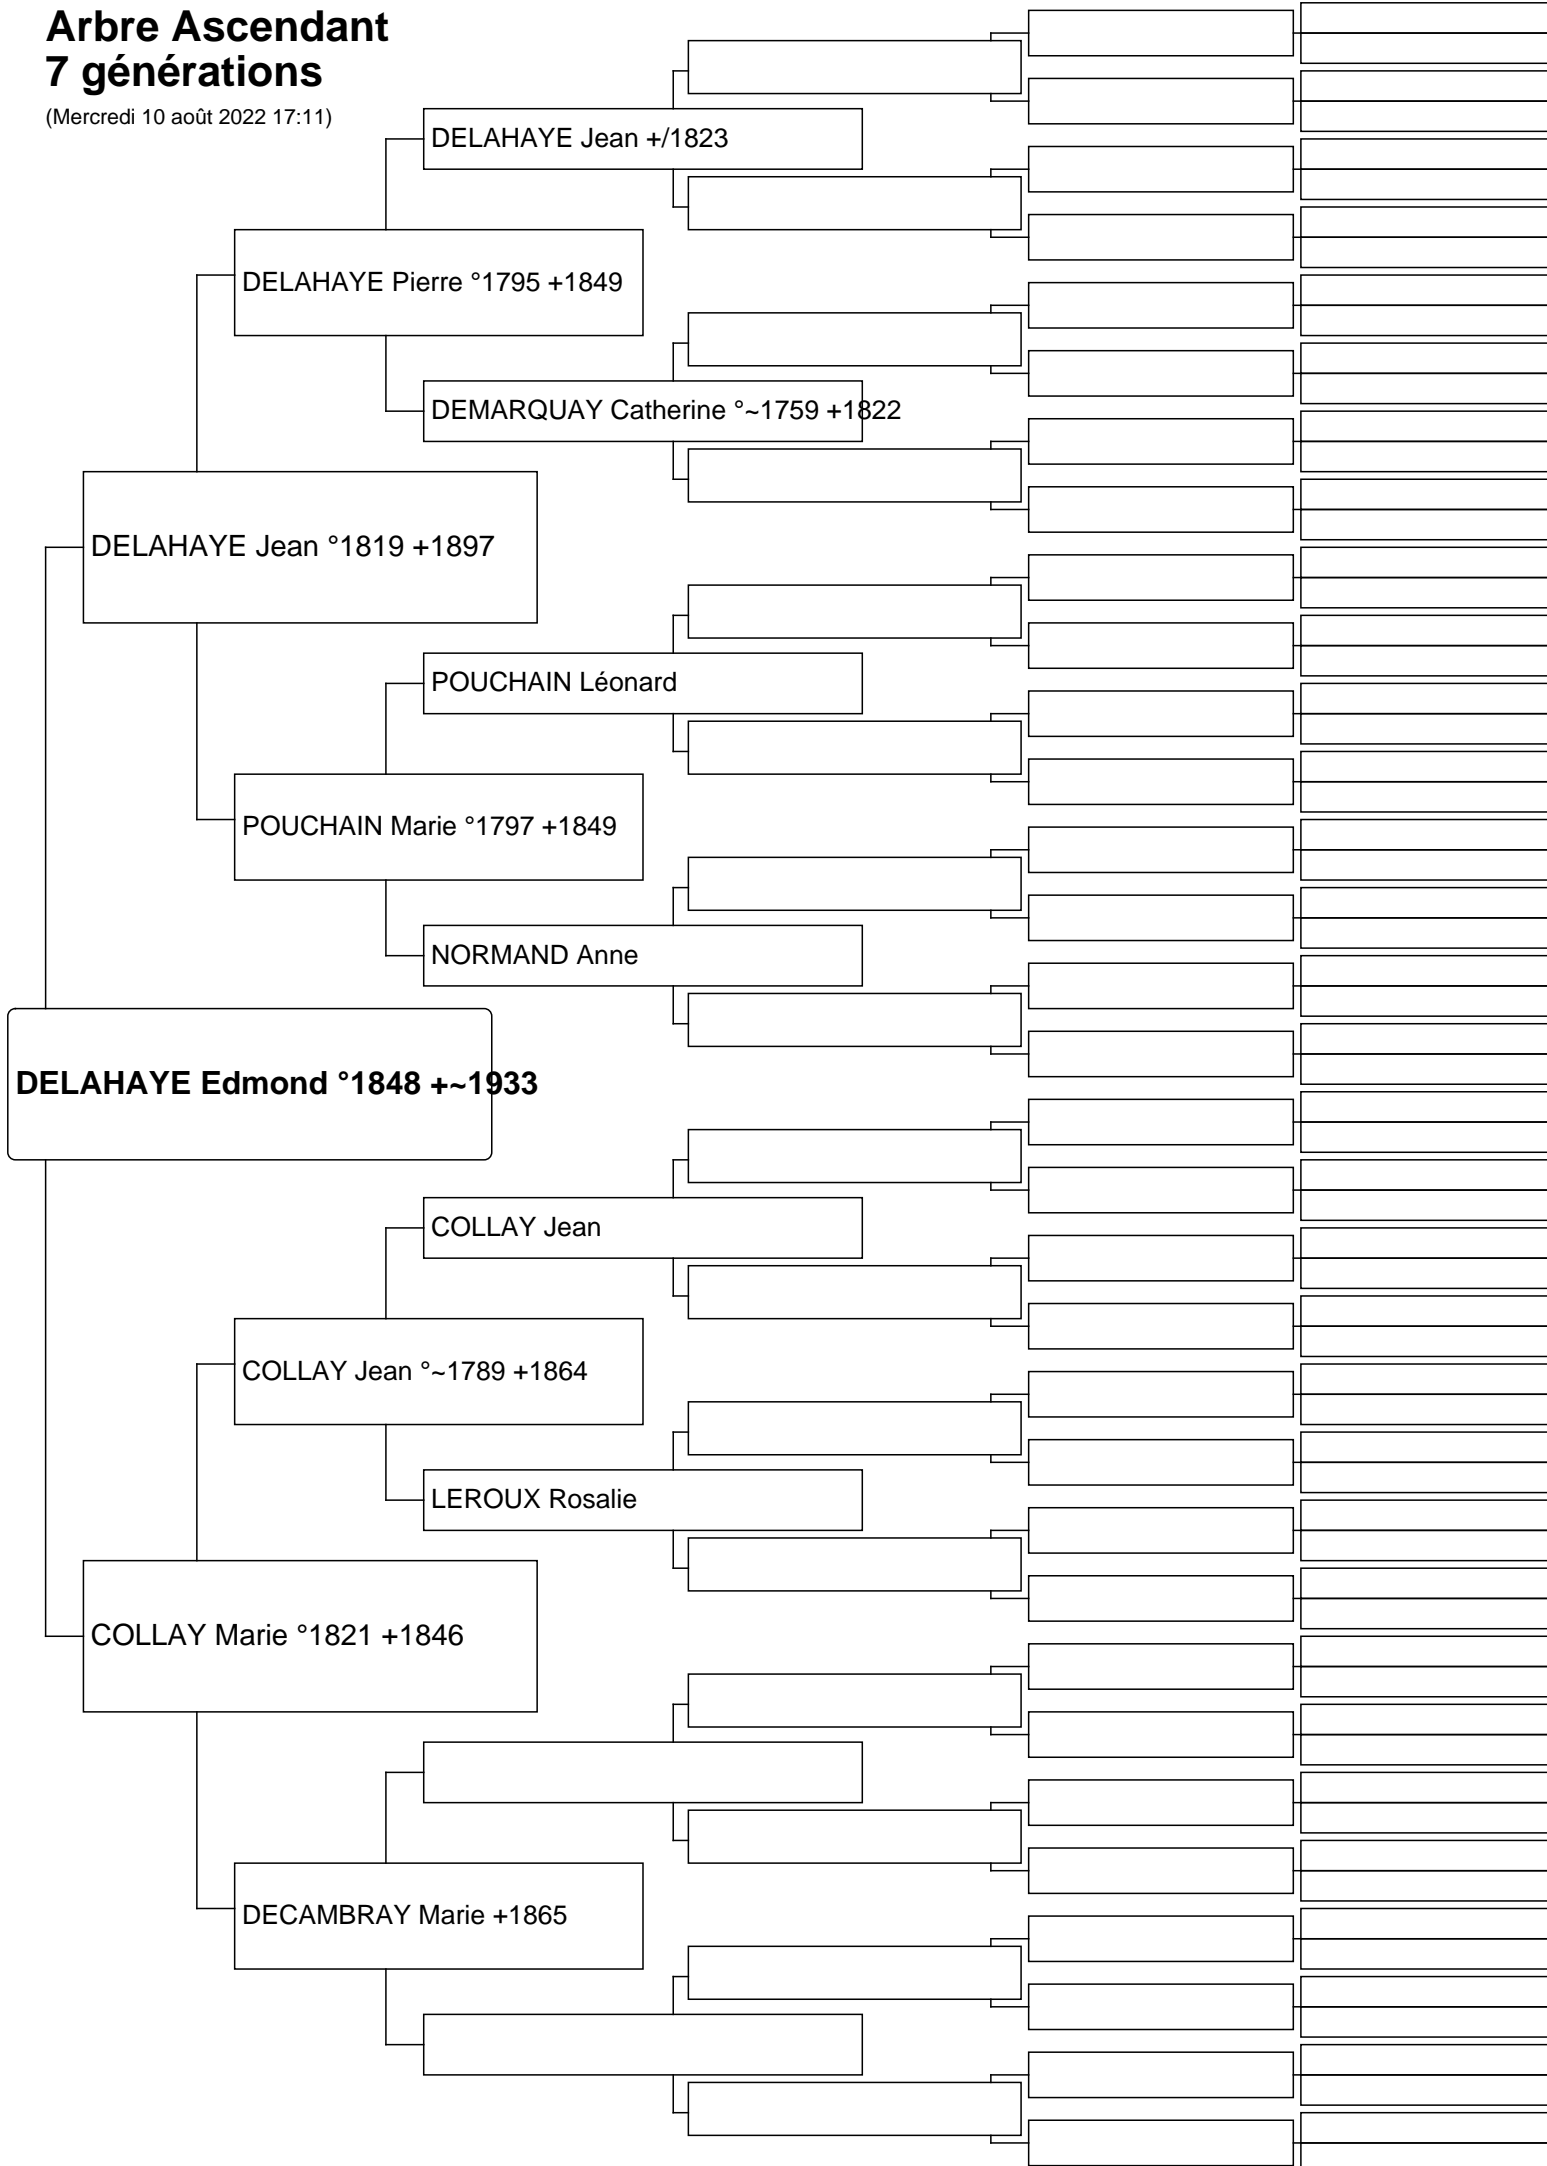 Arbre Ascendant
7 générations
(Mercredi 10 août 2022 17:11)
DELAHAYE Jean +/1823
DELAHAYE Pierre °1795 +1849
DEMARQUAY Catherine °~1759 +1822
DELAHAYE Jean °1819 +1897
POUCHAIN Léonard
POUCHAIN Marie °1797 +1849
NORMAND Anne
DELAHAYE Edmond °1848 +~1933
COLLAY Jean
COLLAY Jean °~1789 +1864
LEROUX Rosalie
COLLAY Marie °1821 +1846
DECAMBRAY Marie +1865